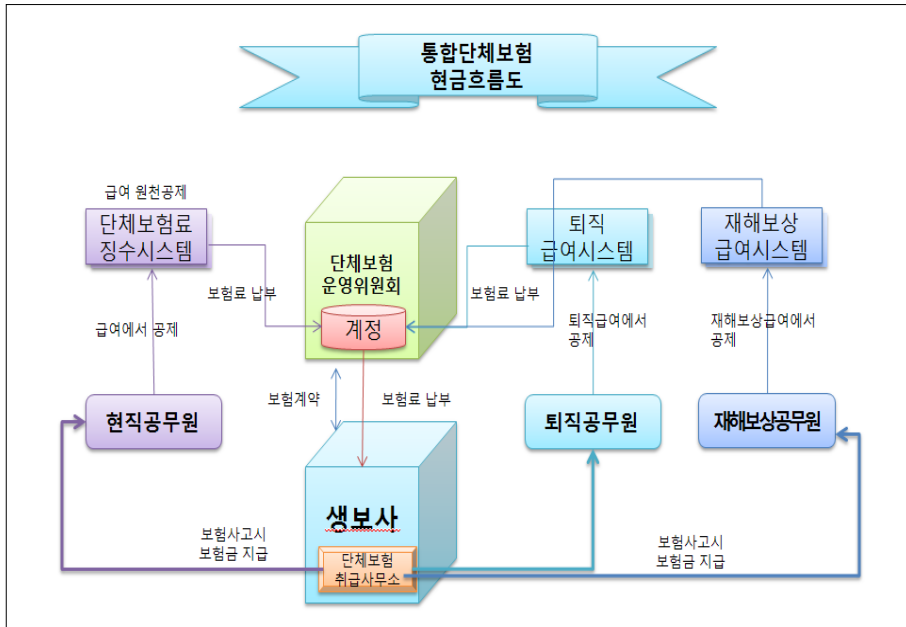 통합단체보험
현금흐름도
급여 원천공제
단체보험료
징수시스템
단체보험
운영위원회
계정
퇴직
급여시스템
재해보상
급여시스템
보험료 납부
보험료 납부
급여에서 공제
퇴직급여에서
공제
재해보상급여에서
공제
보험계약
보험료 납부
현직공무원
퇴직공무원
재해보상공무원
생보사
단체보험
취급사무소
보험사고시
보험금 지급
보험사고시
보험금 지급